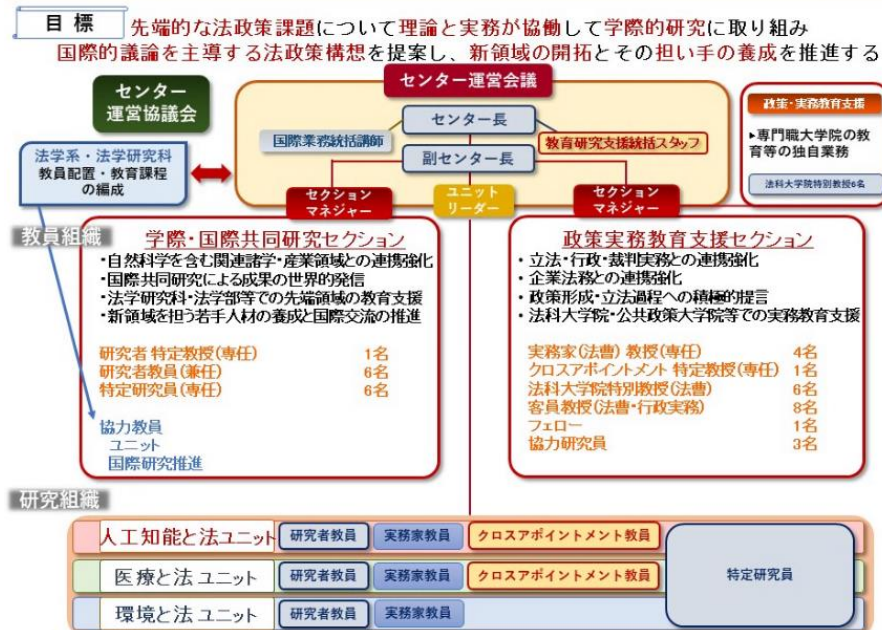 目標
先端的な法政策課題について理論と実務が協働して学際的研究に取り組み
国際的議論を主導する法政策構想を提案し、新領域の開拓とその担い手の養成を推進する
センター
運営協議会
センター運営会議
センター長
国際業務統括講師
教育研究支援統括スタッフ
副センター長
政策・実務教育支援
▸専門職大学院の教
育等の独自業務
法科大学院特別教授6名
法学系・法学研究科
教員配置・教育課程
の編成
セクション
マネジャー
ユニット
リーダー
セクション
マネジャー
教員組織
学際・国際共同研究セクション
・自然科学を含む関連諸学・産業領域との連携強化
・国際共同研究による成果の世界的発信
・法学研究科・法学部等での先端領域の教育支援
・新領域を担う若手人材の養成と国際交流の推進
研究者 特定教授(専任) 1名
研究者教員(兼任) 6名
特定研究員(専任) 6名
協力教員
ユニット
国際研究推進
政策実務教育支援セクション
・立法・行政・裁判実務との連携強化
・企業法務との連携強化
・政策形成・立法過程への積極的提言
・法科大学院・公共政策大学院等での実務教育支援
実務家(法曹) 教授(専任) 4名
クロスアポイントメント 特定教授(専任) 1名
法科大学院特別教授(法曹) 6名
客員教授(法曹・行政実務) 8名
フェロー 1名
協力研究員 3名
研究組織
人工知能と法ユニット 研究者教員 実務家教員 クロスアポイントメント教員
医療と法 ユニット 研究者教員 実務家教員 クロスアポイントメント教員
特定研究員
環境と法 ユニット 研究者教員 実務家教員